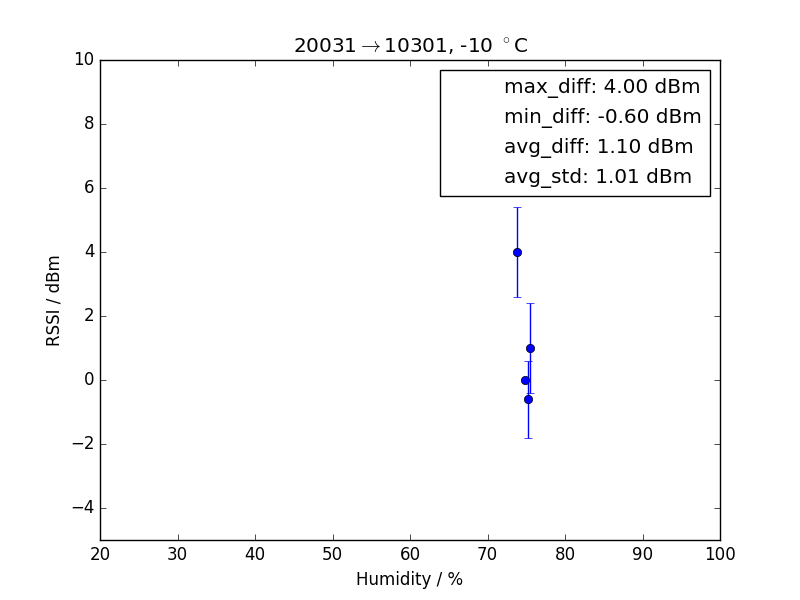 20031→10301, -10 °C
max_diff: 4.00 dBm
min_diff: -0.60 dBm
avg_diff: 1.10 dBm
avg_std: 1.01 dBm
RSSI / dBm
10
8
6
4
2
0
−2
−4
20 30 40 50 60 70 80 90 100
Humidity / %